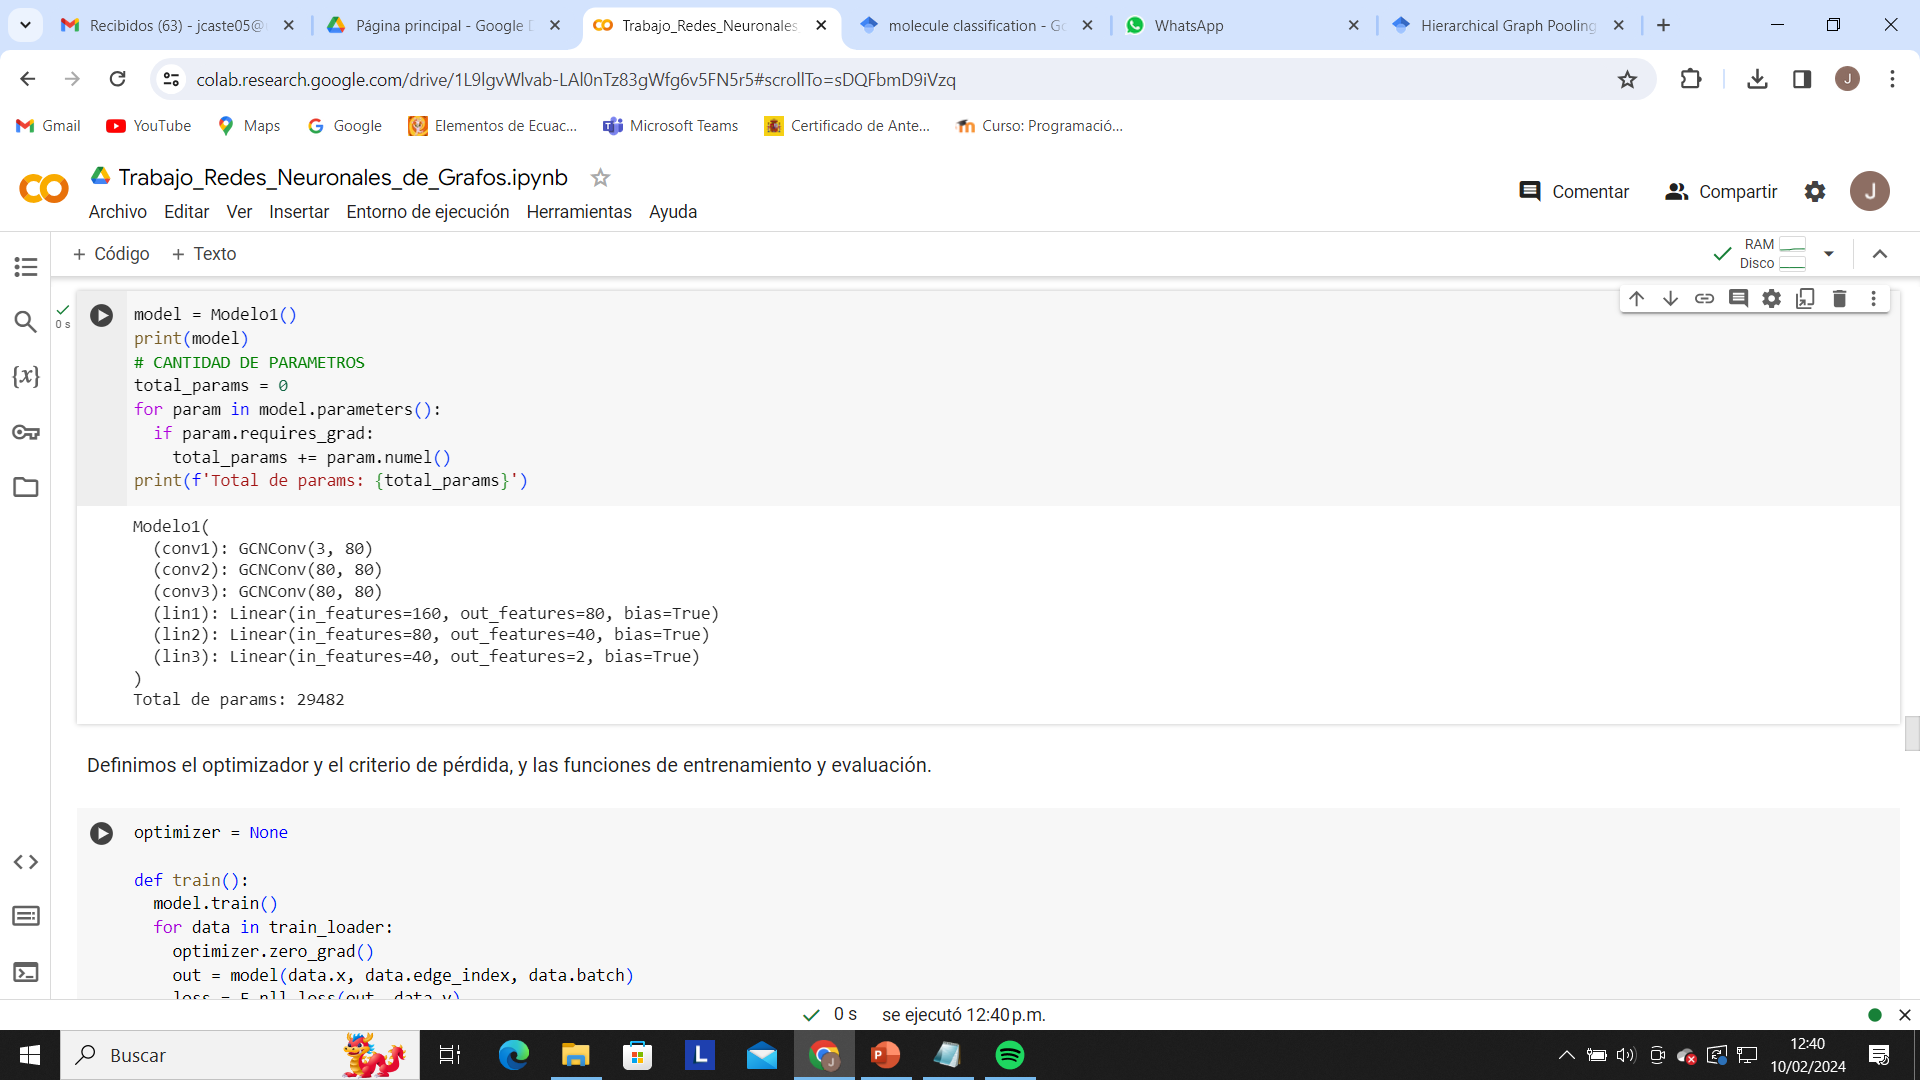 Recibidos (63) - jcaste05@
Página principal - Google D
Trabajo_Redes_Neuronales_
molecule classification - Go
WhatsApp
Hierarchical Graph Pooling
colab.research.google.com/drive/1L9lgvWlvab-LAl0nTz83gWfg6v5FN5r5#scrollTo=sDQFbmD9iVzq
J
Gmail
YouTube
Maps
Google
Elementos de Ecuac...
Microsoft Teams
Certificado de Ante...
Curso: Programació...
Trabajo_Redes_Neuronales_de_Grafos.ipynb
Comentar
Compartir
J
Archivo Editar Ver Insertar Entorno de ejecución Herramientas Ayuda
+ Código + Texto
RAM
Disco
0 s
model = Modelo1()
print(model)
# CANTIDAD DE PARAMETROS
total_params = 0
for param in model.parameters():
  if param.requires_grad:
    total_params += param.numel()
print(f'Total de params: {total_params}')
Modelo1(
  (conv1): GCNConv(3, 80)
  (conv2): GCNConv(80, 80)
  (conv3): GCNConv(80, 80)
  (lin1): Linear(in_features=160, out_features=80, bias=True)
  (lin2): Linear(in_features=80, out_features=40, bias=True)
  (lin3): Linear(in_features=40, out_features=2, bias=True)
)
Total de params: 29482
Definimos el optimizador y el criterio de pérdida, y las funciones de entrenamiento y evaluación.
optimizer = None
def train():
  model.train()
  for data in train_loader:
    optimizer.zero_grad()
    out = model(data.x, data.edge_index, data.batch)
    loss = F.nll_loss(out, data.y)
0 s se ejecutó 12:40 p.m.
Buscar
12:40
10/02/2024